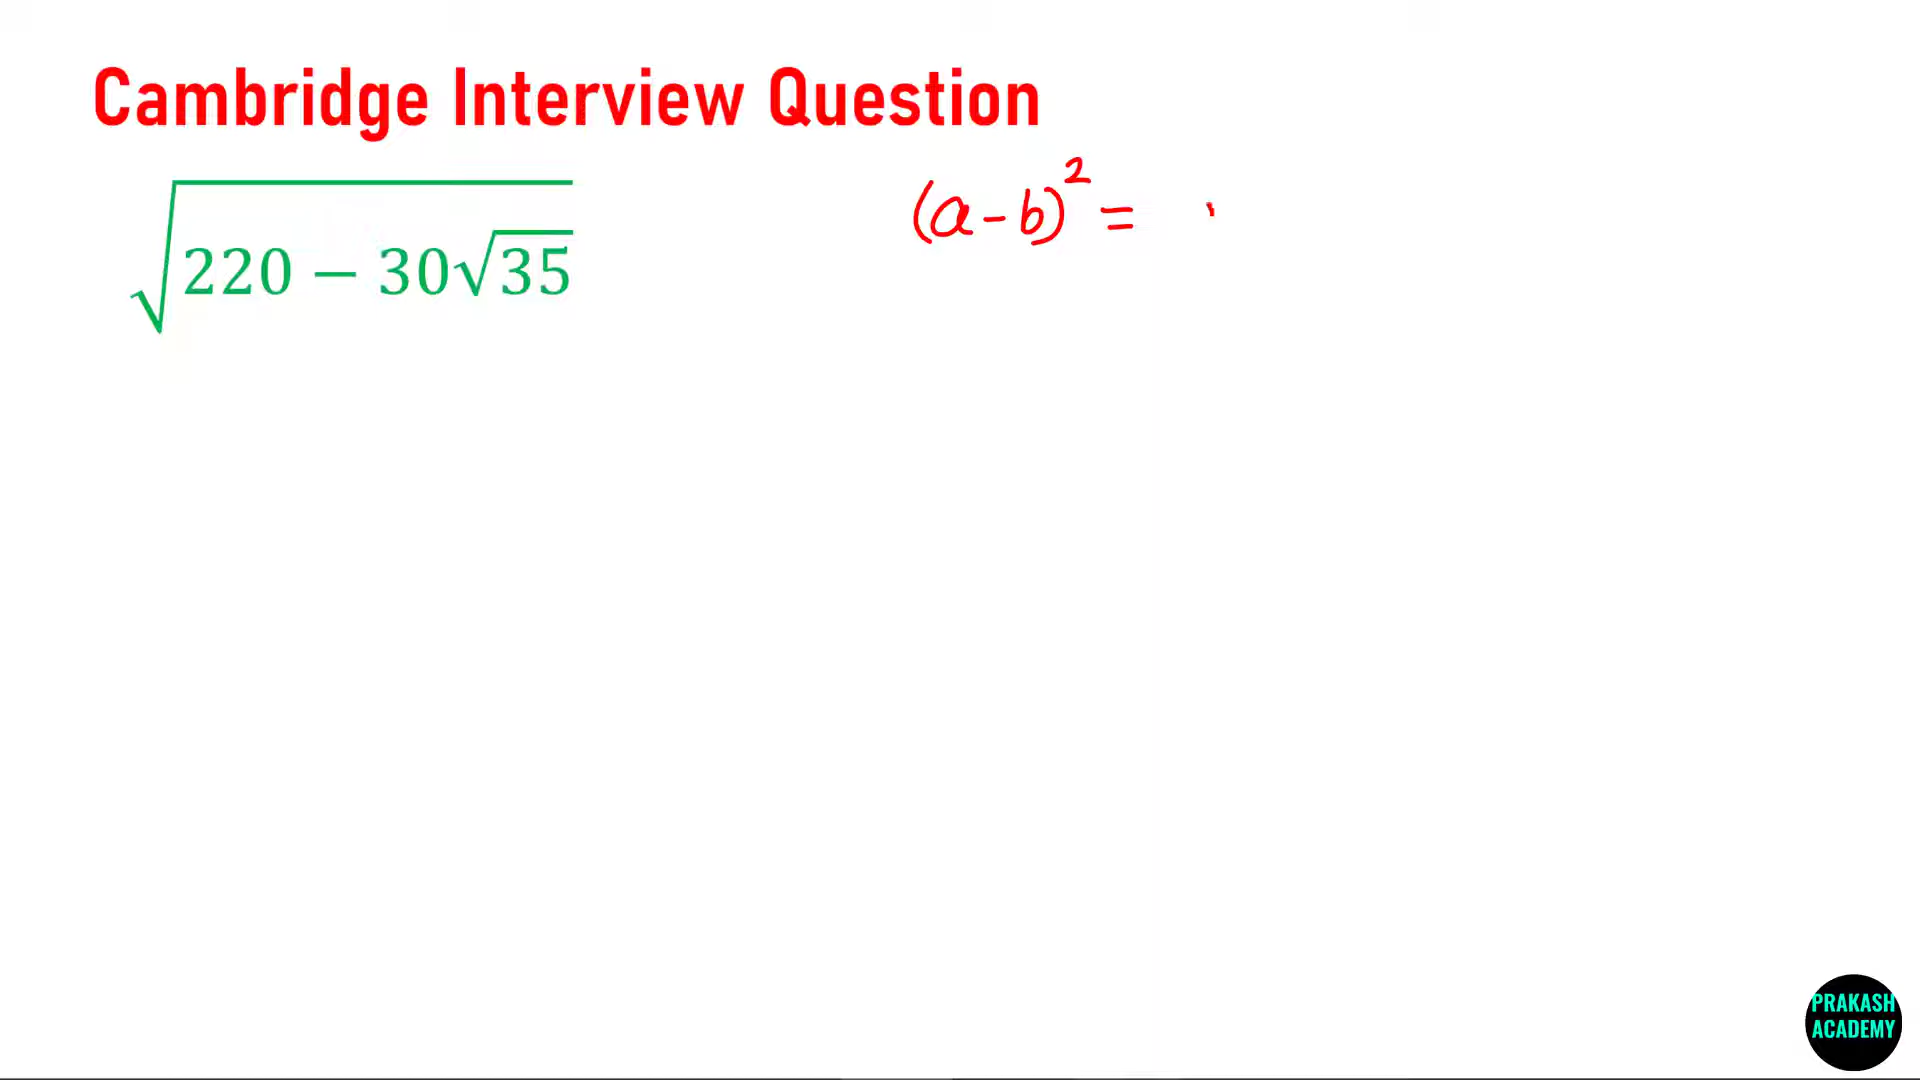 Cambridge Interview Question
√(220 − 30√35)
(a-b)² =
PRAKASH
ACADEMY